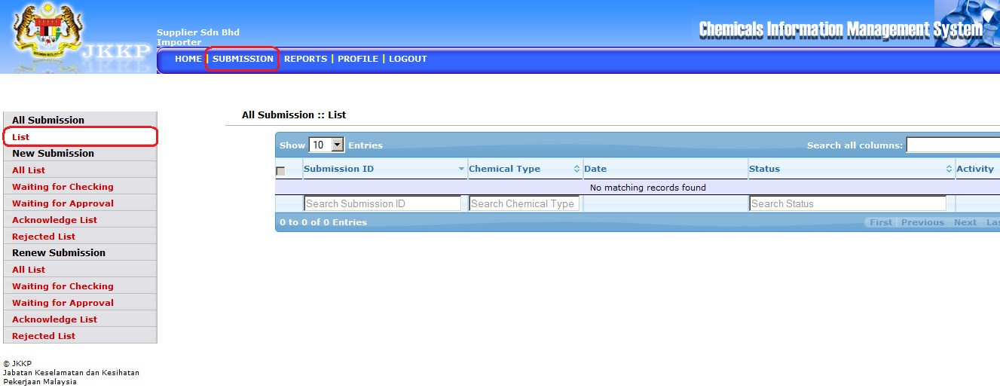 JKKP
Supplier Sdn Bhd
Importer
Chemicals Information Management System
HOME | SUBMISSION | REPORTS | PROFILE | LOGOUT
All Submission
List
New Submission
All List
Waiting for Checking
Waiting for Approval
Acknowledge List
Rejected List
Renew Submission
All List
Waiting for Checking
Waiting for Approval
Acknowledge List
Rejected List
© JKKP
Jabatan Keselamatan dan Kesihatan
Pekerjaan Malaysia
All Submission :: List
Show 10 Entries Search all columns:
Submission ID Chemical Type Date Status Activity
No matching records found
Search Submission ID Search Chemical Type Search Status
0 to 0 of 0 Entries First Previous Next Las